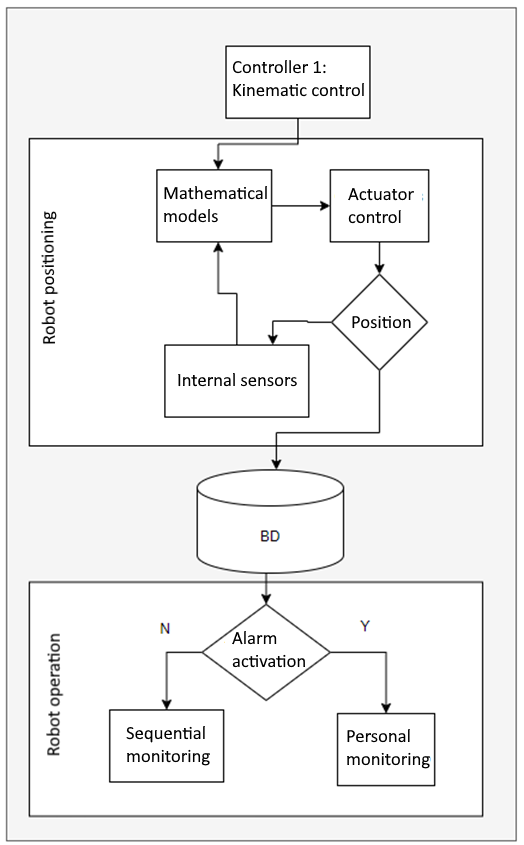 Controller 1:
Kinematic control
Robot positioning
Mathematical
models
Actuator
control
Position
Internal sensors
BD
Robot operation
N
Alarm
activation
Y
Sequential
monitoring
Personal
monitoring